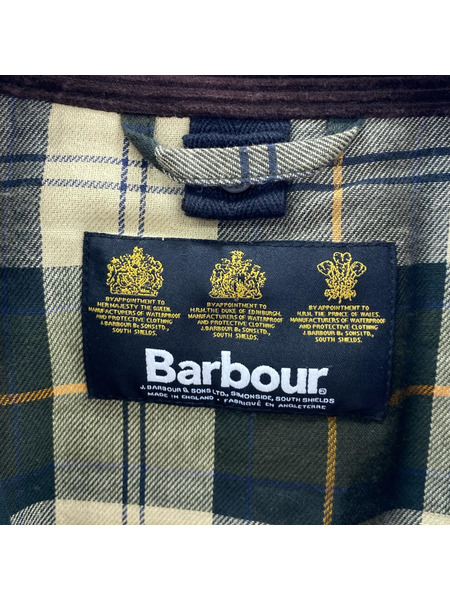 BY APPOINTMENT TO
HER MAJESTY THE QUEEN.
MANUFACTURERS OF WATERPROOF
AND PROTECTIVE CLOTHING
J. BARBOUR & SONS LTD.,
SOUTH SHIELDS.
BY APPOINTMENT TO
H.R.H. THE DUKE OF EDINBURGH.
MANUFACTURERS OF WATERPROOF
AND PROTECTIVE CLOTHING
J. BARBOUR & SONS LTD.,
SOUTH SHIELDS.
BY APPOINTMENT TO
H.R.H. THE PRINCE OF WALES.
MANUFACTURERS OF WATERPROOF
AND PROTECTIVE CLOTHING
J. BARBOUR & SONS LTD.,
SOUTH SHIELDS.
Barbour®
J. BARBOUR & SONS LTD., SIMONSIDE, SOUTH SHIELDS
MADE IN ENGLAND • FABRIQUÉ EN ANGLETERRE